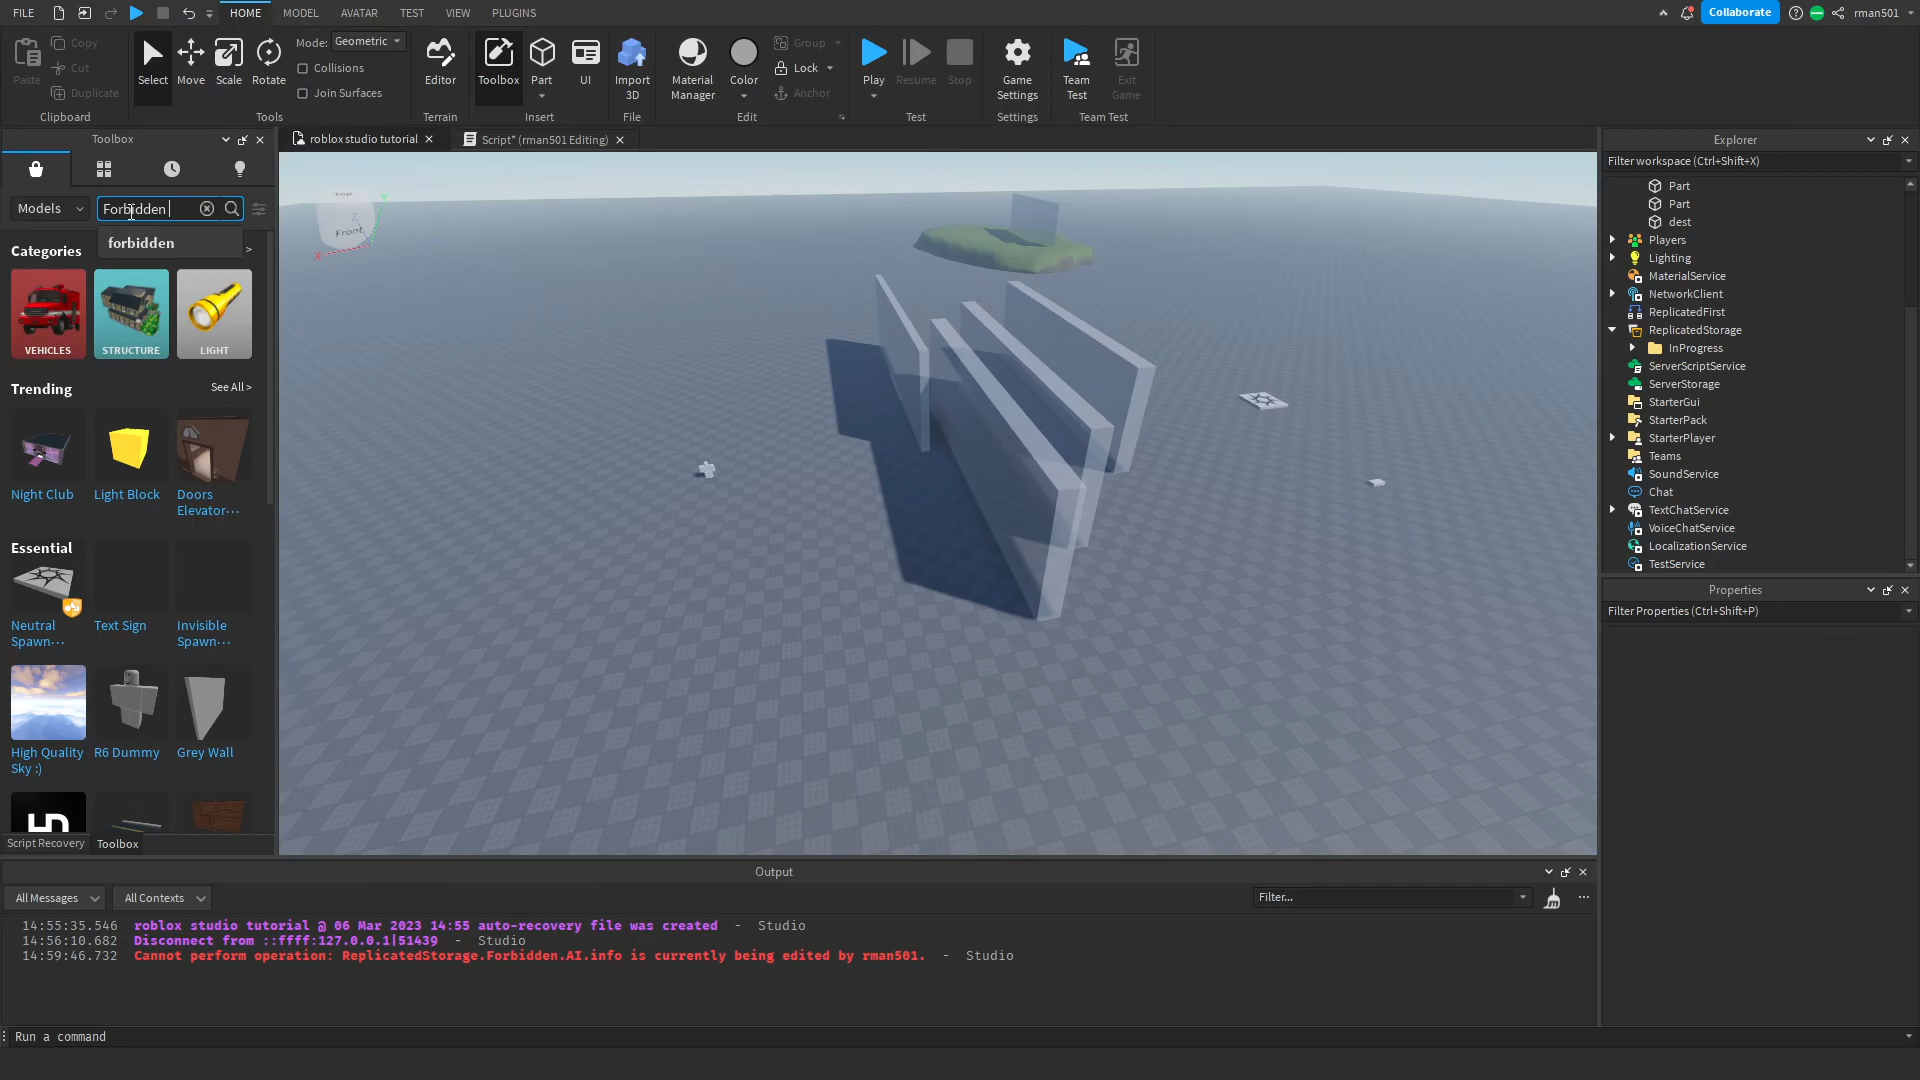 FILE HOME MODEL AVATAR TEST VIEW PLUGINS Collaborate rman501
Paste Copy Cut Duplicate Select Move Scale Rotate Mode: Geometric Collisions Join Surfaces Editor Toolbox Part UI Import 3D Material Manager Color Group Lock Anchor Play Resume Stop Game Settings Team Test Exit Game
Clipboard Tools Terrain Insert File Edit Test Settings Team Test
Toolbox
roblox studio tutorial Script* (rman501 Editing)
Models Forbidden
forbidden
Categories >
VEHICLES STRUCTURE LIGHT
Trending See All >
Night Club Light Block Doors
Elevator···
Essential
Neutral Text Sign Invisible
Spawn··· Spawn···
High Quality R6 Dummy Grey Wall
Sky :)
HD
Script Recovery Toolbox
Top
Front
X
Y
Z
Explorer
Filter workspace (Ctrl+Shift+X)
Part
Part
dest
Players
Lighting
MaterialService
NetworkClient
ReplicatedFirst
ReplicatedStorage
InProgress
ServerScriptService
ServerStorage
StarterGui
StarterPack
StarterPlayer
Teams
SoundService
Chat
TextChatService
VoiceChatService
LocalizationService
TestService
Properties
Filter Properties (Ctrl+Shift+P)
Output
All Messages All Contexts Filter... ···
14:55:35.546 roblox studio tutorial @ 06 Mar 2023 14:55 auto-recovery file was created - Studio
14:56:10.682 Disconnect from ::ffff:127.0.0.1|51439 - Studio
14:59:46.732 Cannot perform operation: ReplicatedStorage.Forbidden.AI.info is currently being edited by rman501. - Studio
Run a command